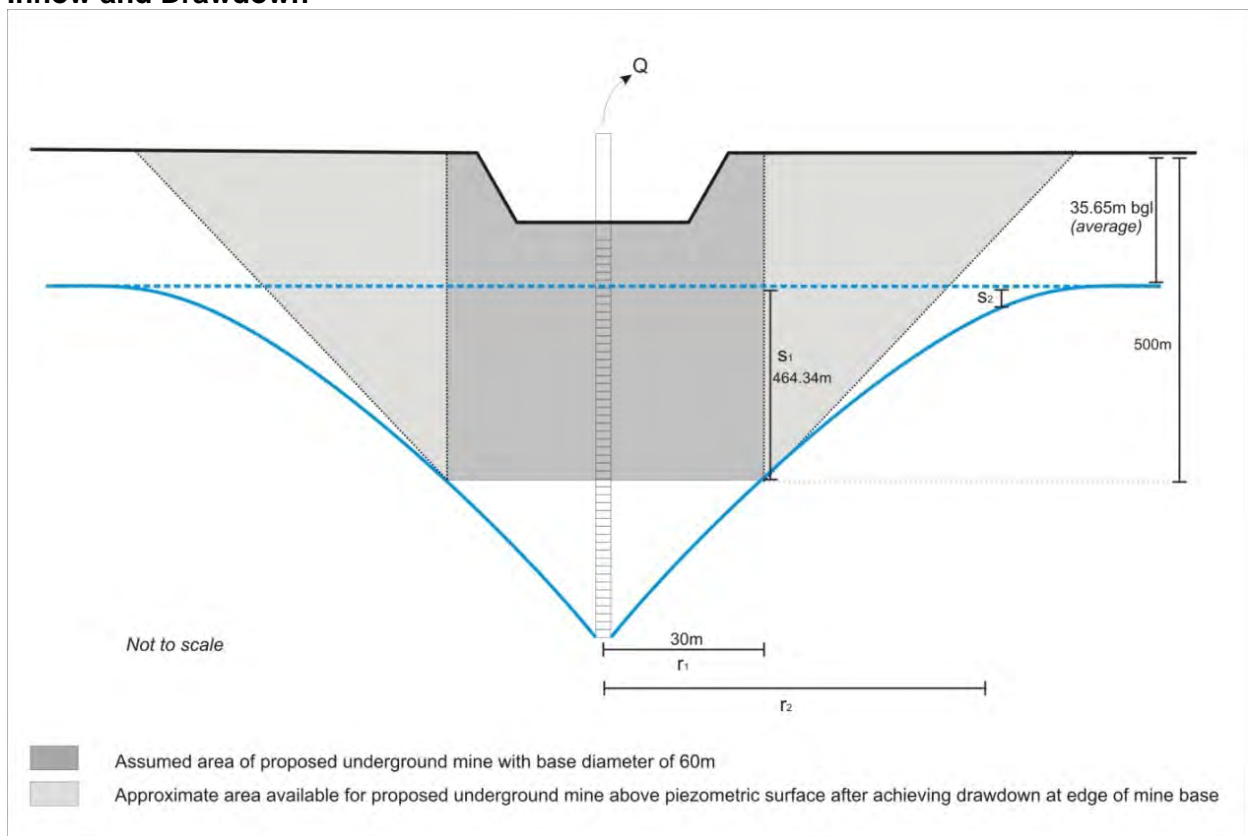 Inflow and Drawdown
Q
35.65m bgl
(average)
S2
500m
S1
464.34m
Not to scale
30m
r1
r2
Assumed area of proposed underground mine with base diameter of 60m
Approximate area available for proposed underground mine above piezometric surface after achieving drawdown at edge of mine base